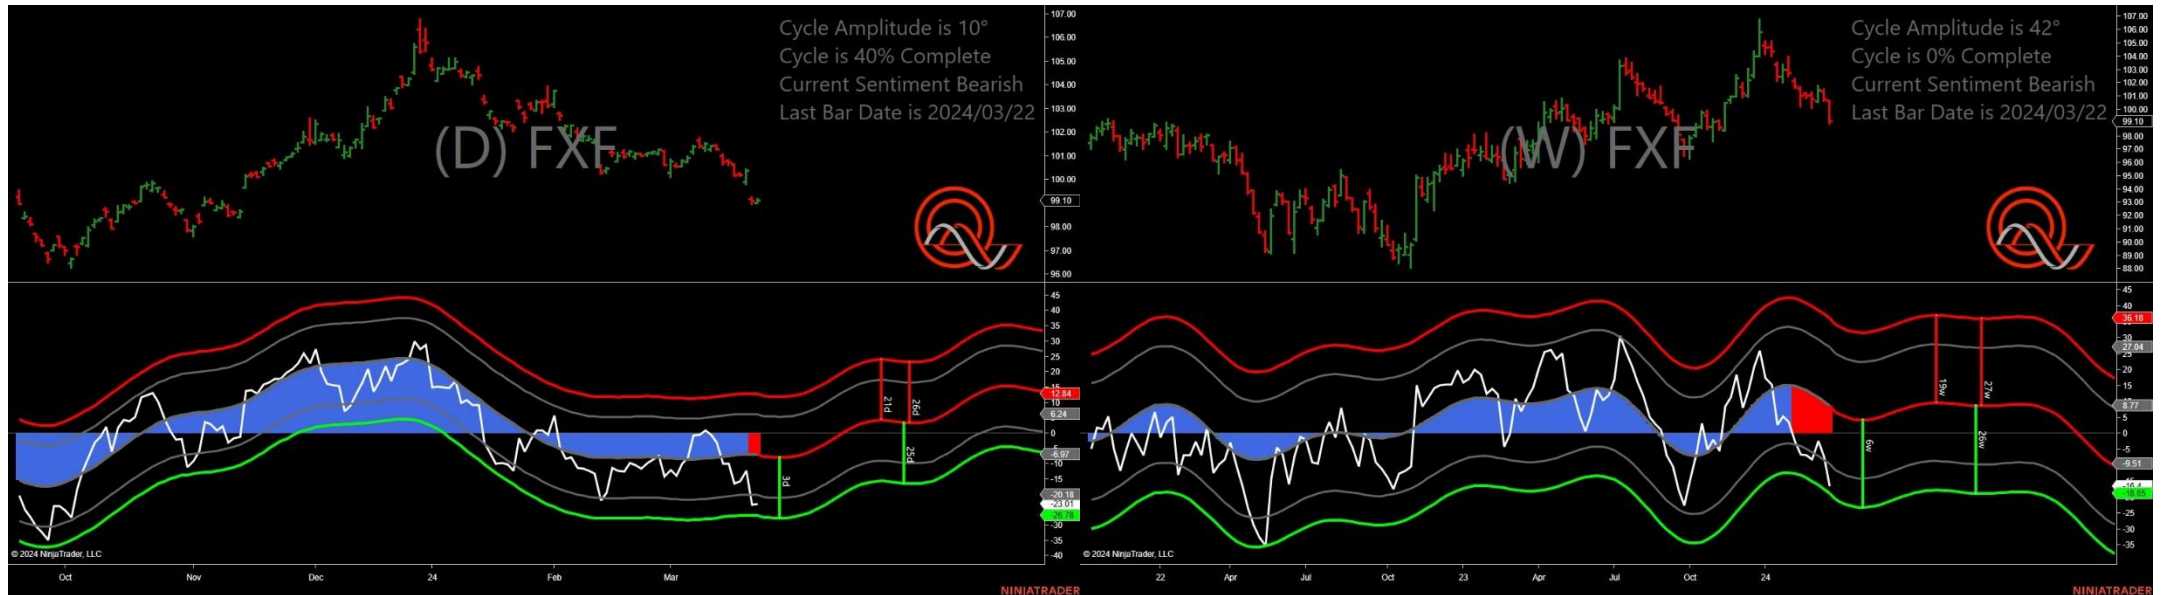 Cycle Amplitude is 10°
Cycle is 40% Complete
Current Sentiment Bearish
Last Bar Date is 2024/03/22
(D) FXF
107.00
106.00
105.00
104.00
103.00
102.00
101.00
100.00
99.10
98.00
97.00
96.00
45
40
35
30
25
20
15
12.84
10
6.24
0
-6.97
-10
-15
-20.18
-23.01
-26.78
-30
-35
-40
21d
26d
25d
3d
© 2024 NinjaTrader, LLC
Oct
Nov
Dec
24
Feb
Mar
NINJATRADER
Cycle Amplitude is 42°
Cycle is 0% Complete
Current Sentiment Bearish
Last Bar Date is 2024/03/22
(W) FXF
107.00
106.00
105.00
104.00
103.00
102.00
101.00
100.00
99.10
98.00
97.00
96.00
95.00
94.00
93.00
92.00
91.00
90.00
89.00
88.00
45
40
36.18
30
27.04
25
20
15
8.77
5
0
-5
-9.51
-16.4
-18.65
-25
-30
-35
19w
27w
6w
26w
© 2024 NinjaTrader, LLC
22
Apr
Jul
Oct
23
Apr
Jul
Oct
24
NINJATRADER